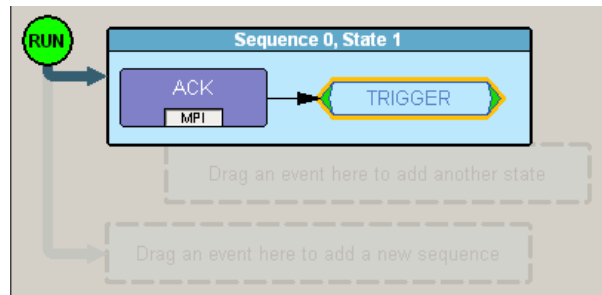 RUN
Sequence 0, State 1
ACK
MPI
TRIGGER
Drag an event here to add another state
Drag an event here to add a new sequence